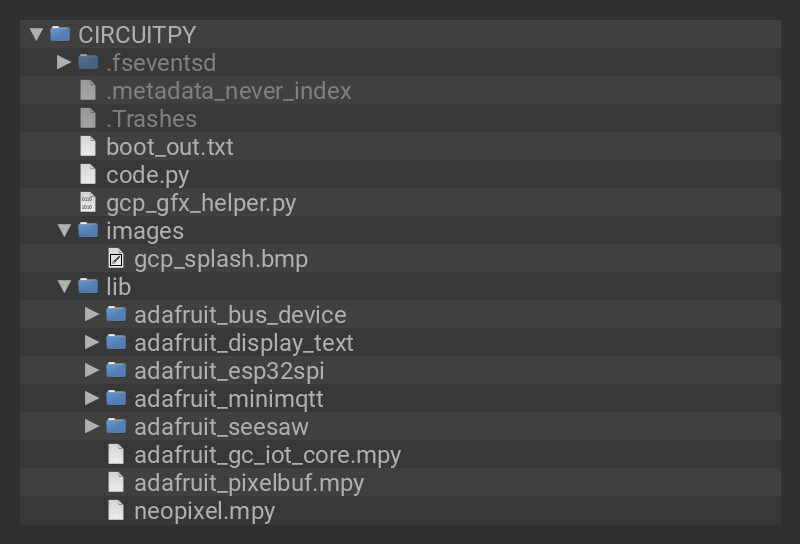 CIRCUITPY
.fseventsd
.metadata_never_index
.Trashes
boot_out.txt
code.py
gcp_gfx_helper.py
images
gcp_splash.bmp
lib
adafruit_bus_device
adafruit_display_text
adafruit_esp32spi
adafruit_minimqtt
adafruit_seesaw
adafruit_gc_iot_core.mpy
adafruit_pixelbuf.mpy
neopixel.mpy